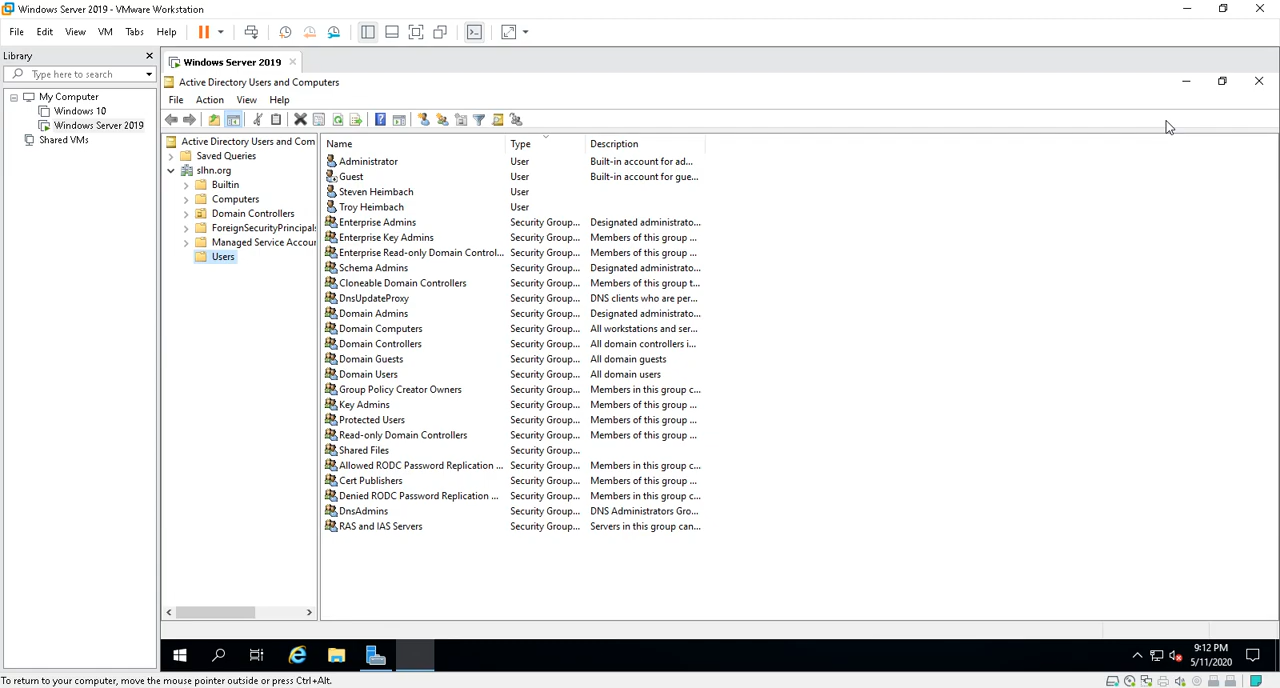 Windows Server 2019 - VMware Workstation
File Edit View VM Tabs Help
Library
Type here to search
My Computer
Windows 10
Windows Server 2019
Shared VMs
Windows Server 2019
Active Directory Users and Computers
File Action View Help
Active Directory Users and Com
Saved Queries
slhn.org
Builtin
Computers
Domain Controllers
ForeignSecurityPrincipals
Managed Service Accour
Users
Name Type Description
Administrator User Built-in account for ad...
Guest User Built-in account for gue...
Steven Heimbach User
Troy Heimbach User
Enterprise Admins Security Group... Designated administrato...
Enterprise Key Admins Security Group... Members of this group ...
Enterprise Read-only Domain Control... Security Group... Members of this group ...
Schema Admins Security Group... Designated administrato...
Cloneable Domain Controllers Security Group... Members of this group t...
DnsUpdateProxy Security Group... DNS clients who are per...
Domain Admins Security Group... Designated administrato...
Domain Computers Security Group... All workstations and ser...
Domain Controllers Security Group... All domain controllers i...
Domain Guests Security Group... All domain guests
Domain Users Security Group... All domain users
Group Policy Creator Owners Security Group... Members in this group c...
Key Admins Security Group... Members of this group ...
Protected Users Security Group... Members of this group ...
Read-only Domain Controllers Security Group... Members of this group ...
Shared Files Security Group...
Allowed RODC Password Replication ... Security Group... Members in this group c...
Cert Publishers Security Group... Members of this group ...
Denied RODC Password Replication ... Security Group... Members in this group c...
DnsAdmins Security Group... DNS Administrators Gro...
RAS and IAS Servers Security Group... Servers in this group can...
9:12 PM
5/11/2020
To return to your computer, move the mouse pointer outside or press Ctrl+Alt.